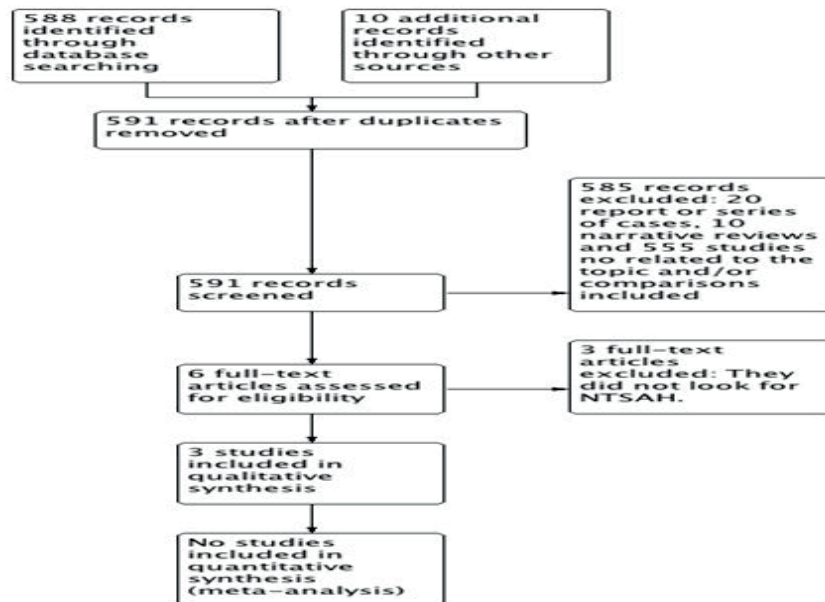 588 records
identified
through
database
searching
10 additional
records
identified
through other
sources
591 records after duplicates
removed
585 records
excluded: 20
report or series
of cases, 10
narrative reviews
and 555 studies
no related to the
topic and/or
comparisons
included
591 records
screened
3 full-text
articles
excluded: They
did not look for
NTSAH.
6 full-text
articles assessed
for eligibility
3 studies
included in
qualitative
synthesis
No studies
included in
quantitative
synthesis
(meta-analysis)